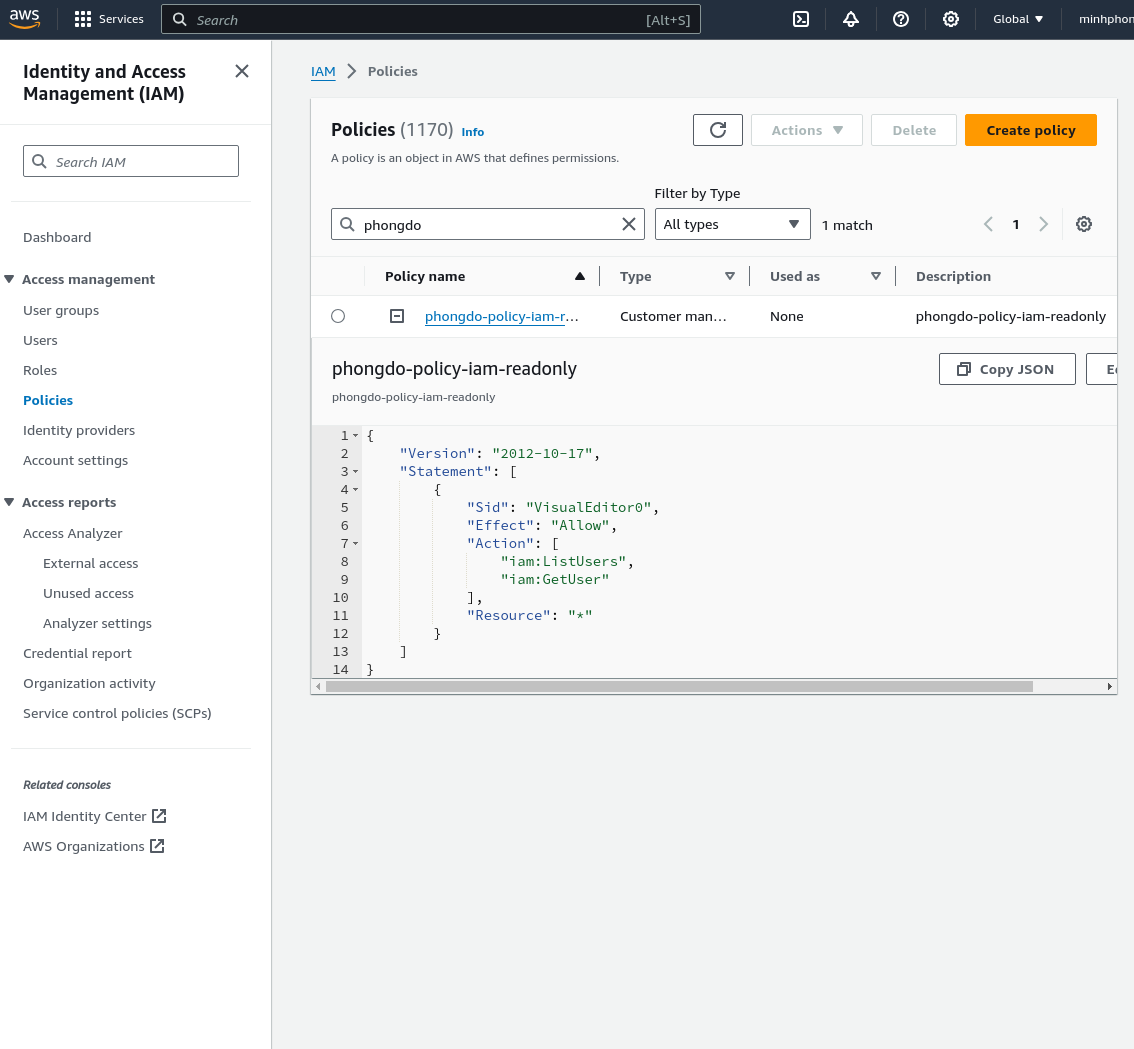 aws
Services
Search
[Alt+S]
Global
minhphon
Identity and Access
Management (IAM)
Search IAM
Dashboard
Access management
User groups
Users
Roles
Policies
Identity providers
Account settings
Access reports
Access Analyzer
External access
Unused access
Analyzer settings
Credential report
Organization activity
Service control policies (SCPs)
Related consoles
IAM Identity Center
AWS Organizations
IAM
Policies
Policies (1170) Info
A policy is an object in AWS that defines permissions.
Actions
Delete
Create policy
Filter by Type
phongdo
All types
1 match
1
Policy name
Type
Used as
Description
phongdo-policy-iam-r...
Customer man...
None
phongdo-policy-iam-readonly
phongdo-policy-iam-readonly
phongdo-policy-iam-readonly
Copy JSON
1 {
2     "Version": "2012-10-17",
3     "Statement": [
4         {
5             "Sid": "VisualEditor0",
6             "Effect": "Allow",
7             "Action": [
8                 "iam:ListUsers",
9                 "iam:GetUser"
10             ],
11             "Resource": "*"
12         }
13     ]
14 }